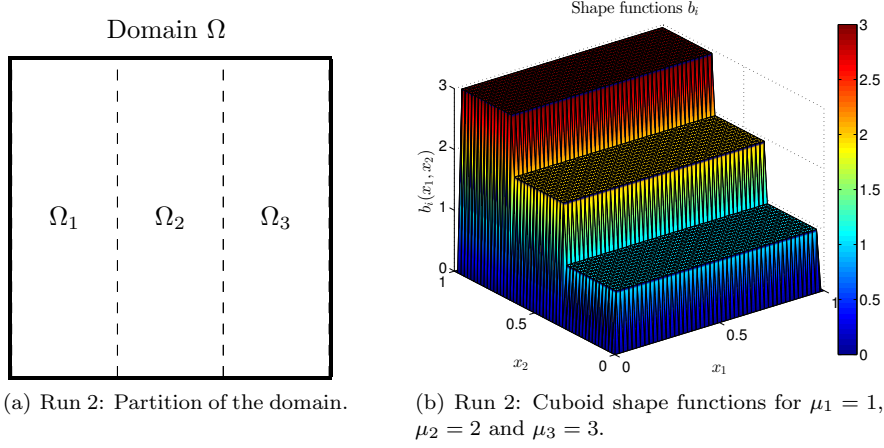 Domain Ω
Ω₁ Ω₂ Ω₃
(a) Run 2: Partition of the domain.
Shape functions bᵢ
3
2
1
0
bᵢ(x₁, x₂)
1
0.5
0
x₂
0
0.5
1
x₁
3
2.5
2
1.5
1
0.5
0
(b) Run 2: Cuboid shape functions for μ₁ = 1,
μ₂ = 2 and μ₃ = 3.